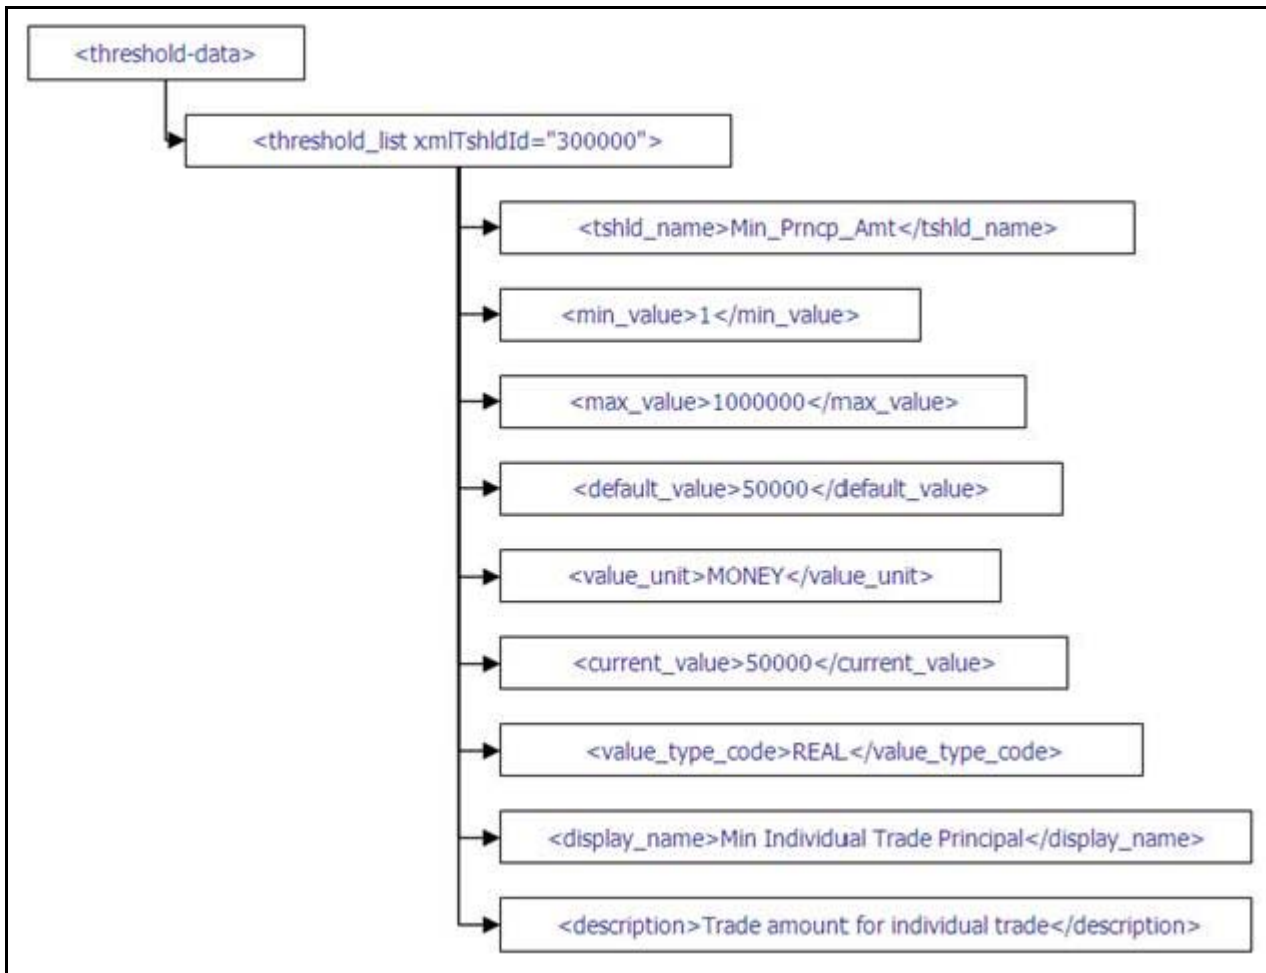 <threshold-data>
<threshold_list xmlTshldId="300000">
<tshld_name>Min_Prncp_Amt</tshld_name>
<min_value>1</min_value>
<max_value>1000000</max_value>
<default_value>50000</default_value>
<value_unit>MONEY</value_unit>
<current_value>50000</current_value>
<value_type_code>REAL</value_type_code>
<display_name>Min Individual Trade Principal</display_name>
<description>Trade amount for individual trade</description>